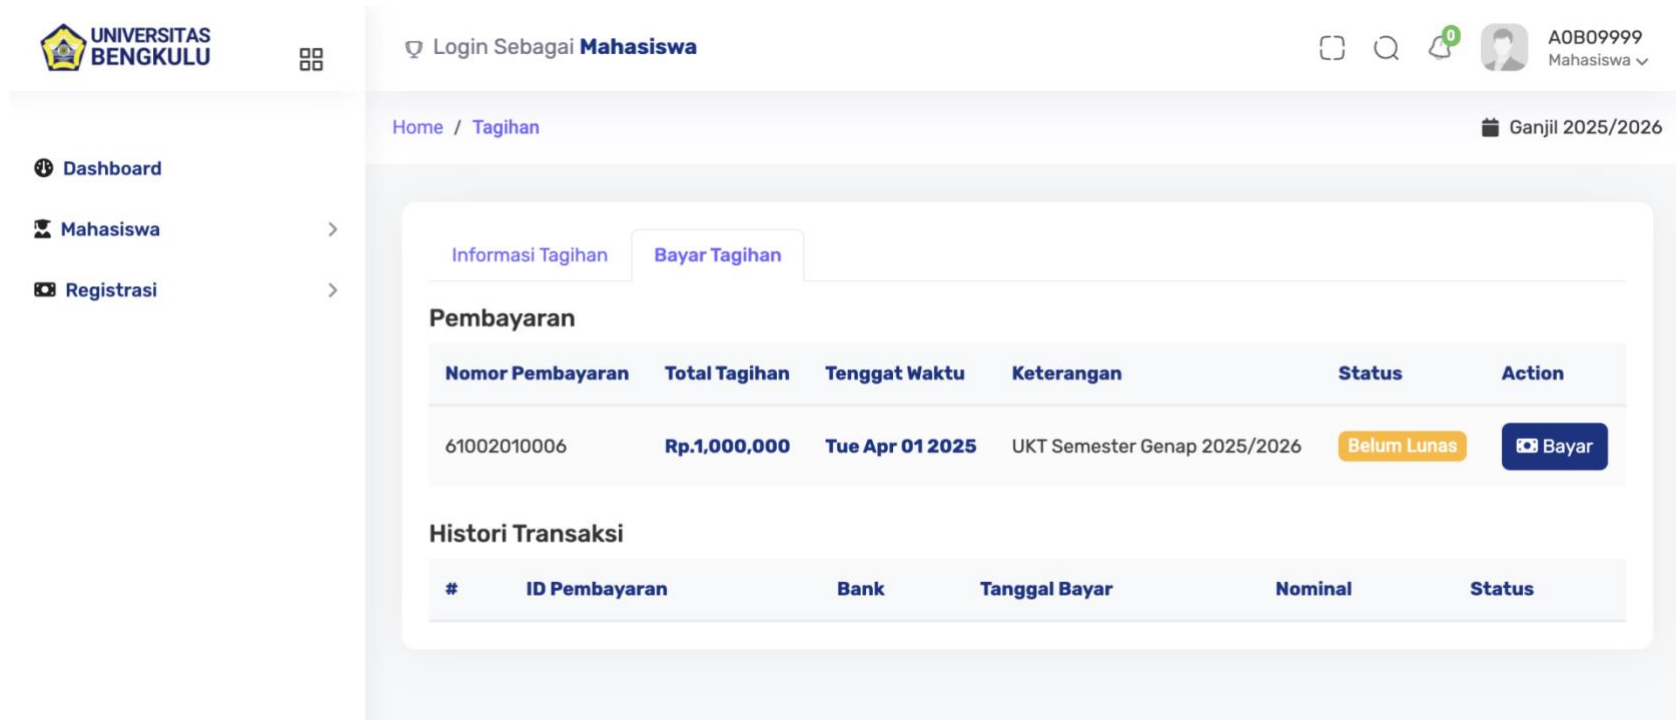 UNIVERSITAS
BENGKULU
Login Sebagai Mahasiswa
0
A0B09999
Mahasiswa
Home / Tagihan
Ganjil 2025/2026
Dashboard
Mahasiswa
Registrasi
Informasi Tagihan Bayar Tagihan
Pembayaran
Nomor Pembayaran Total Tagihan Tenggat Waktu Keterangan Status Action
61002010006 Rp.1,000,000 Tue Apr 01 2025 UKT Semester Genap 2025/2026 Belum Lunas Bayar
Histori Transaksi
# ID Pembayaran Bank Tanggal Bayar Nominal Status